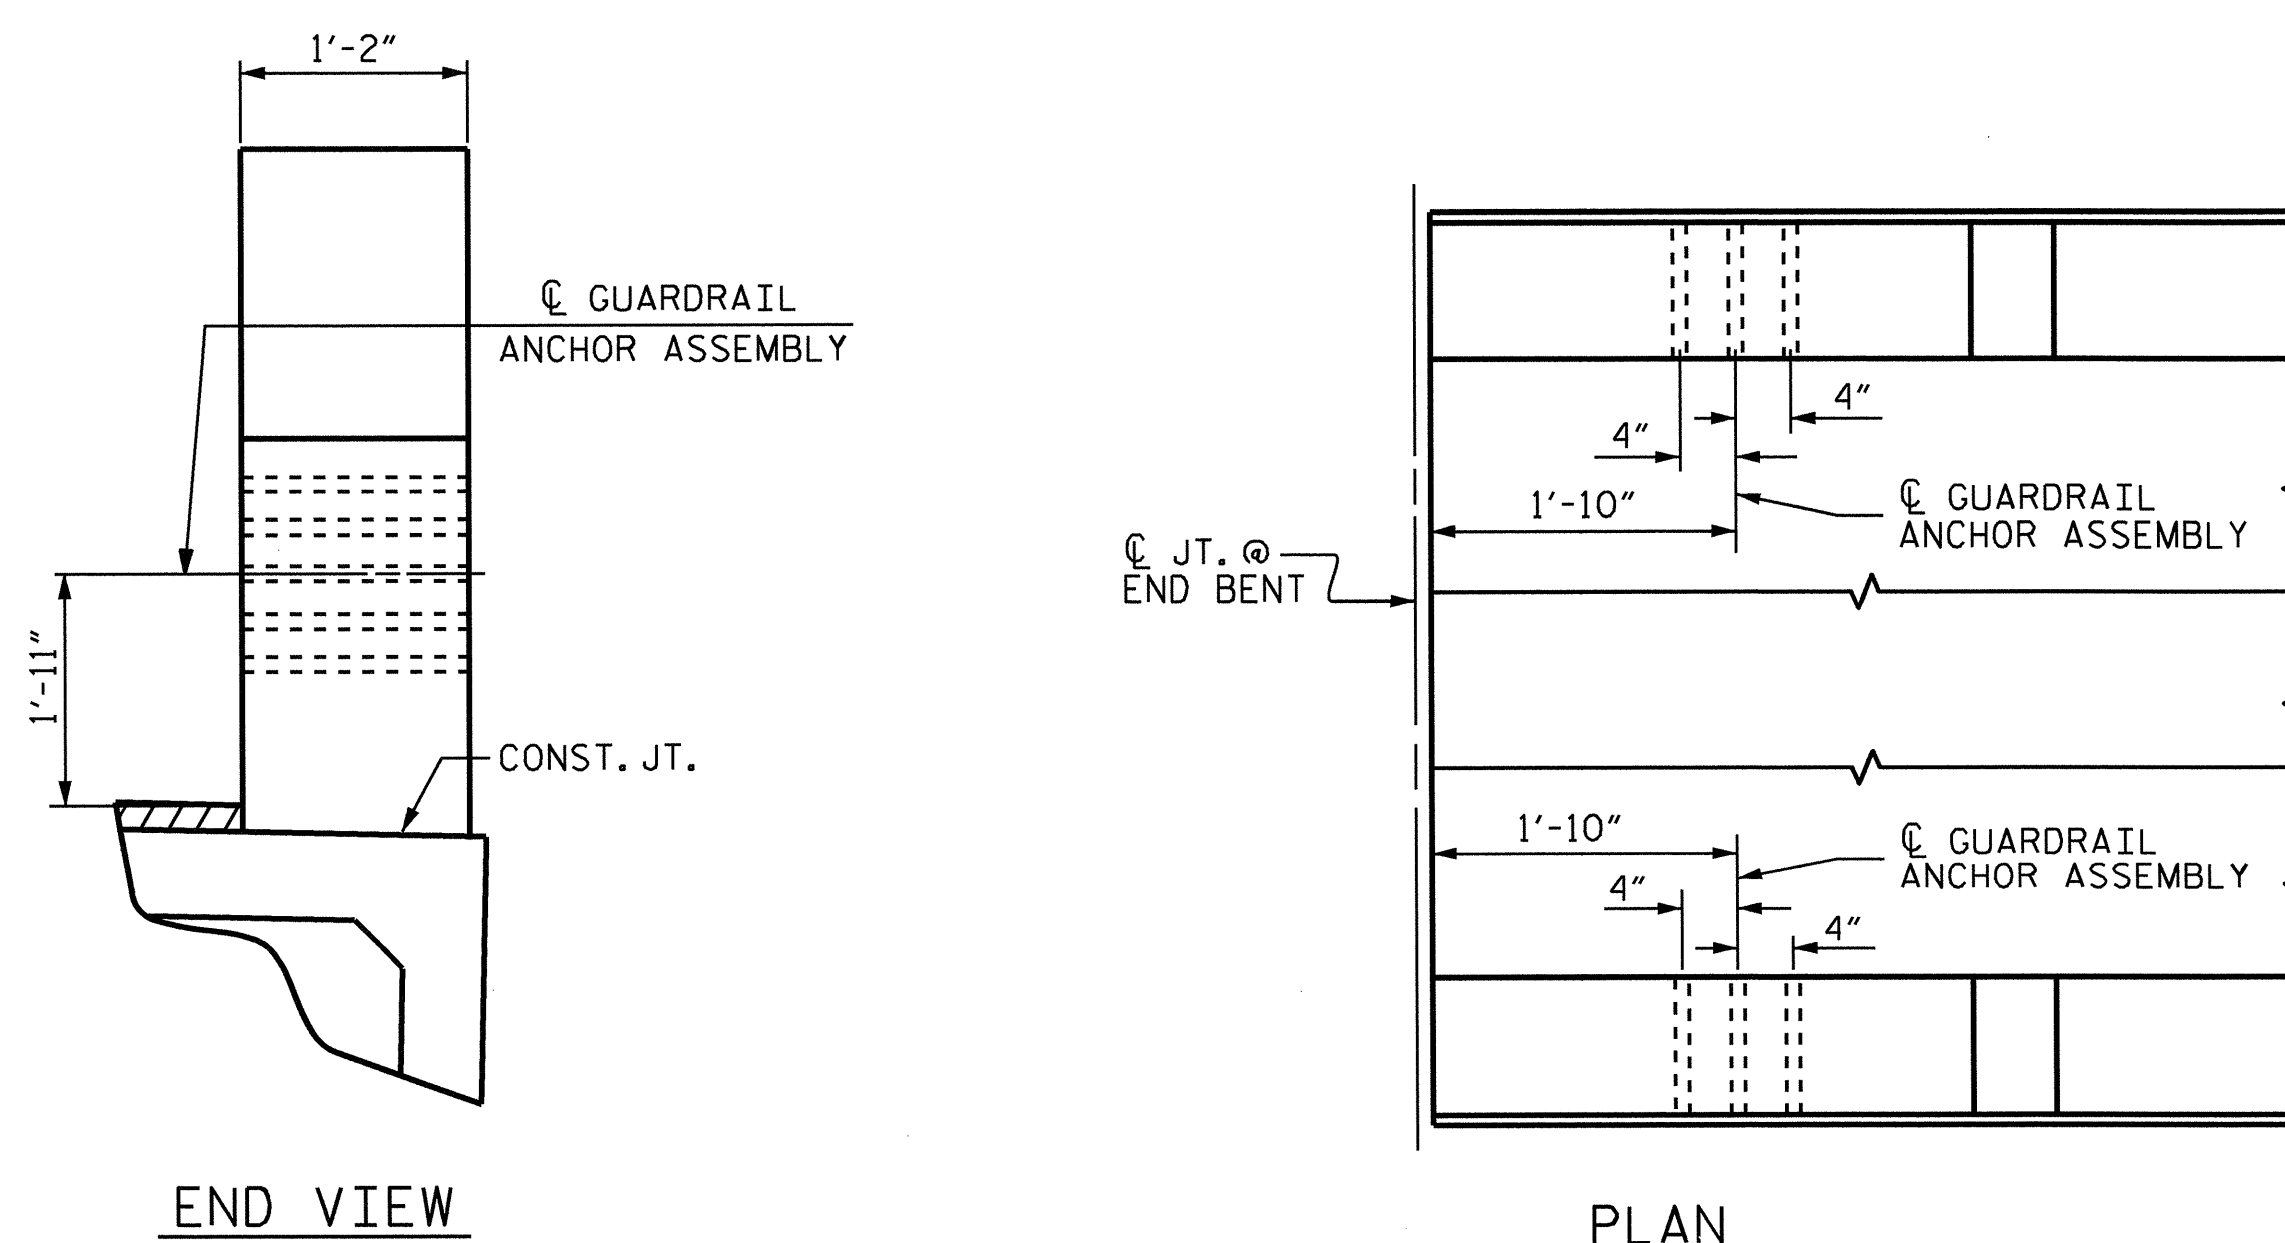 1'-2"
℄ GUARDRAIL
ANCHOR ASSEMBLY
1'-11"
CONST. JT.
END VIEW
4"
4"
1'-10"
℄ GUARDRAIL
ANCHOR ASSEMBLY
℄ JT. @
END BENT
1'-10"
℄ GUARDRAIL
ANCHOR ASSEMBLY
4"
4"
PLAN